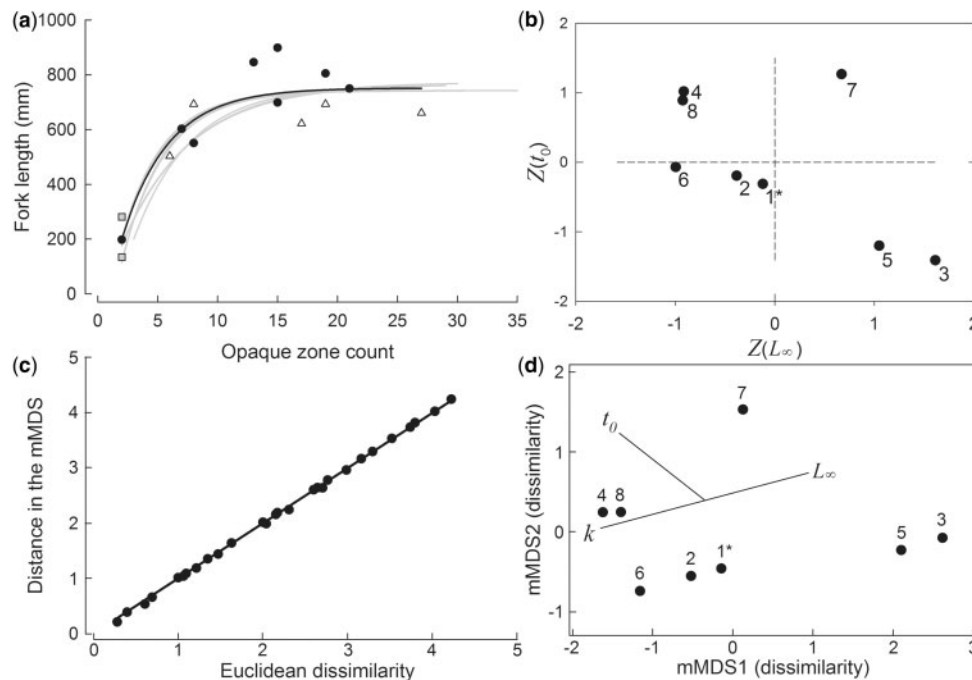 (a)
1000
800
600
400
200
0
Fork length (mm)
0 5 10 15 20 25 30 35
Opaque zone count
(b)
2
1
0
-1
-2
Z(t0)
4
8
7
6
2
1*
5
3
-2 -1 0 1 2
Z(L∞)
(c)
5
4
3
2
1
0
Distance in the mMDS
0 1 2 3 4 5
Euclidean dissimilarity
(d)
2
1
0
-1
mMDS2 (dissimilarity)
7
t0
L∞
4 8
k
3
5
1*
2
6
-2 -1 0 1 2 3
mMDS1 (dissimilarity)